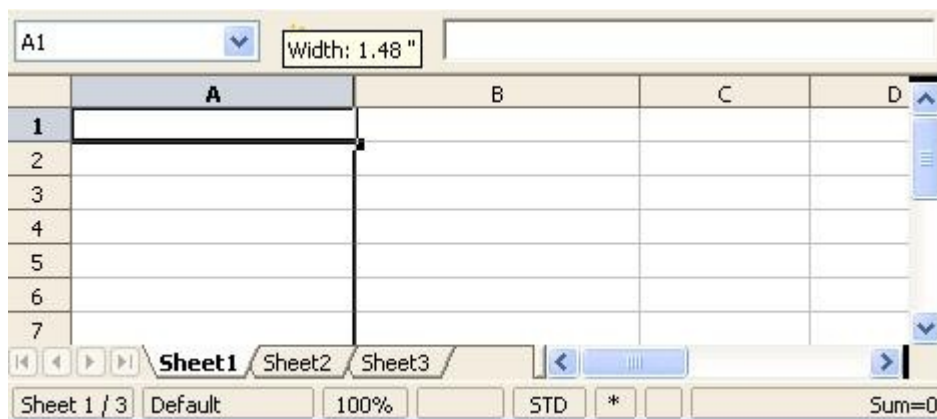 A1
Width: 1.48 "
A B C D
1
2
3
4
5
6
7
Sheet1 Sheet2 Sheet3
Sheet 1 / 3 Default 100% STD * Sum=0